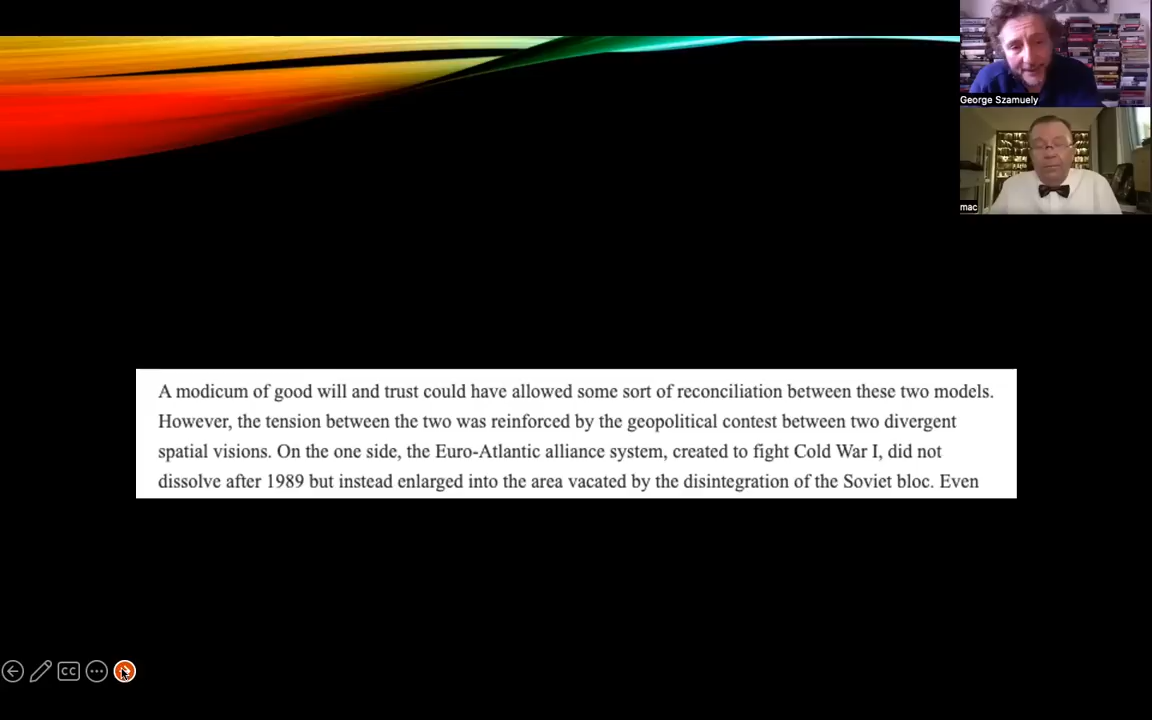 George Szamuely
mac
A modicum of good will and trust could have allowed some sort of reconciliation between these two models.
However, the tension between the two was reinforced by the geopolitical contest between two divergent
spatial visions. On the one side, the Euro-Atlantic alliance system, created to fight Cold War I, did not
dissolve after 1989 but instead enlarged into the area vacated by the disintegration of the Soviet bloc. Even
CC